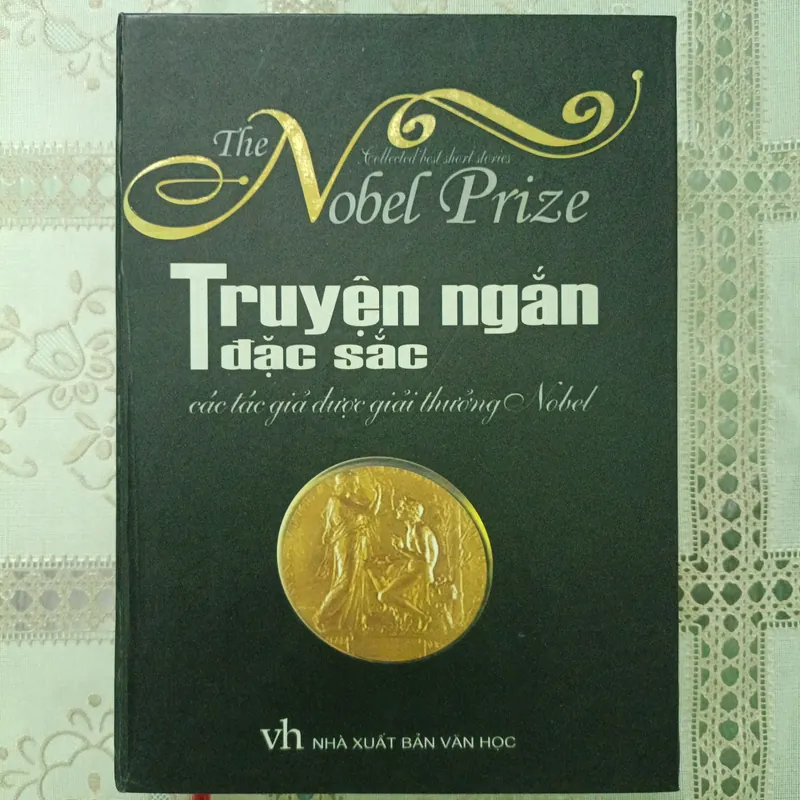 The
Collected best short stories
Nobel Prize
Truyện ngắn
đặc sắc
các tác giả được giải thưởng Nobel
vh NHÀ XUẤT BẢN VĂN HỌC